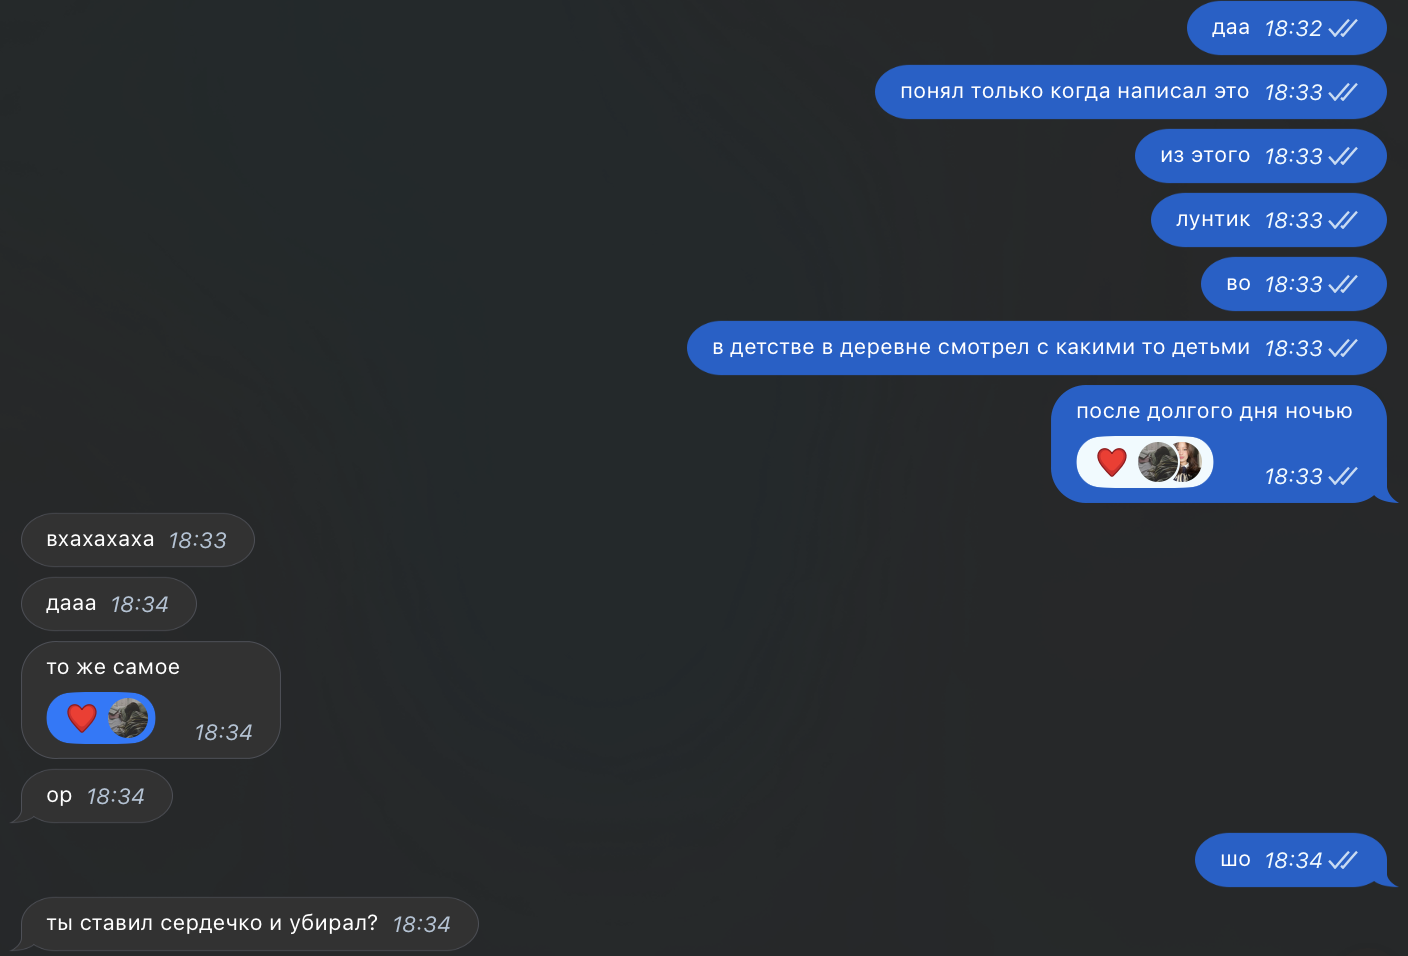 даа 18:32
понял только когда написал это 18:33
из этого 18:33
лунтик 18:33
во 18:33
в детстве в деревне смотрел с какими то детьми 18:33
после долгого дня ночью
18:33
вхахахаха 18:33
дааа 18:34
то же самое
18:34
ор 18:34
шо 18:34
ты ставил сердечко и убирал? 18:34